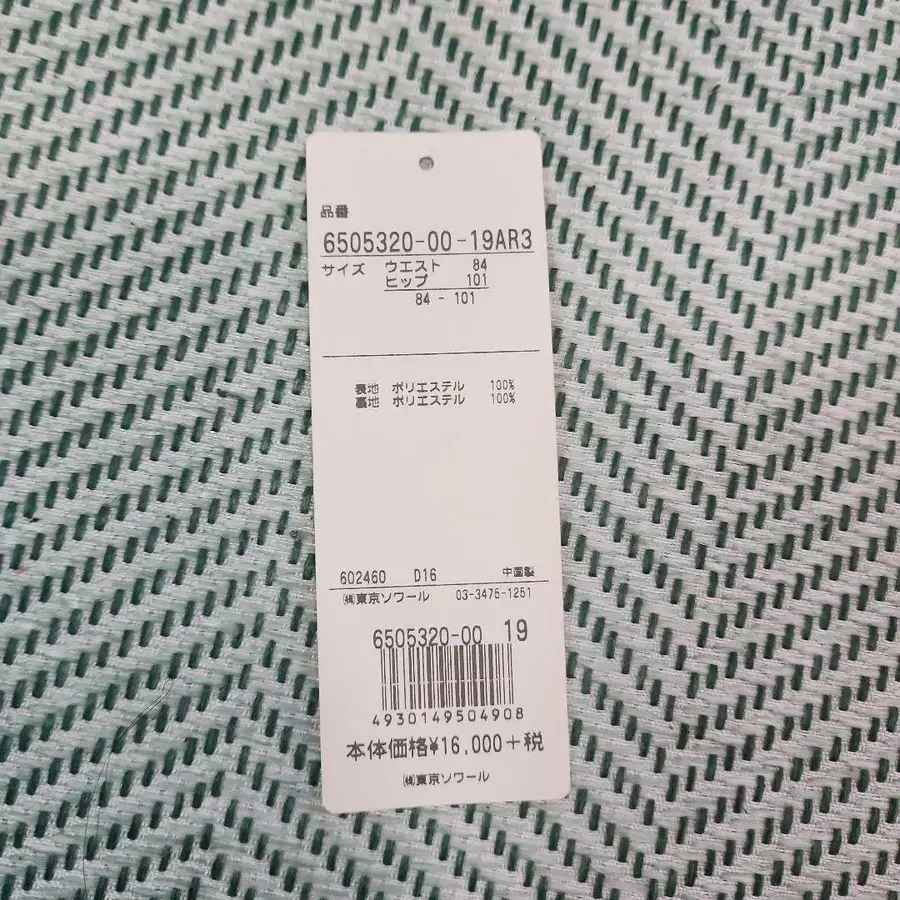 品番
6505320-00-19AR3
サイズ ウエスト 84
ヒップ 101
84 - 101
表地 ポリエステル 100%
裏地 ポリエステル 100%
602460 D16 中国製
㈱東京ソワール 03-3475-1251
6505320-00 19
4930149504908
本体価格¥16,000+税
㈱東京ソワール